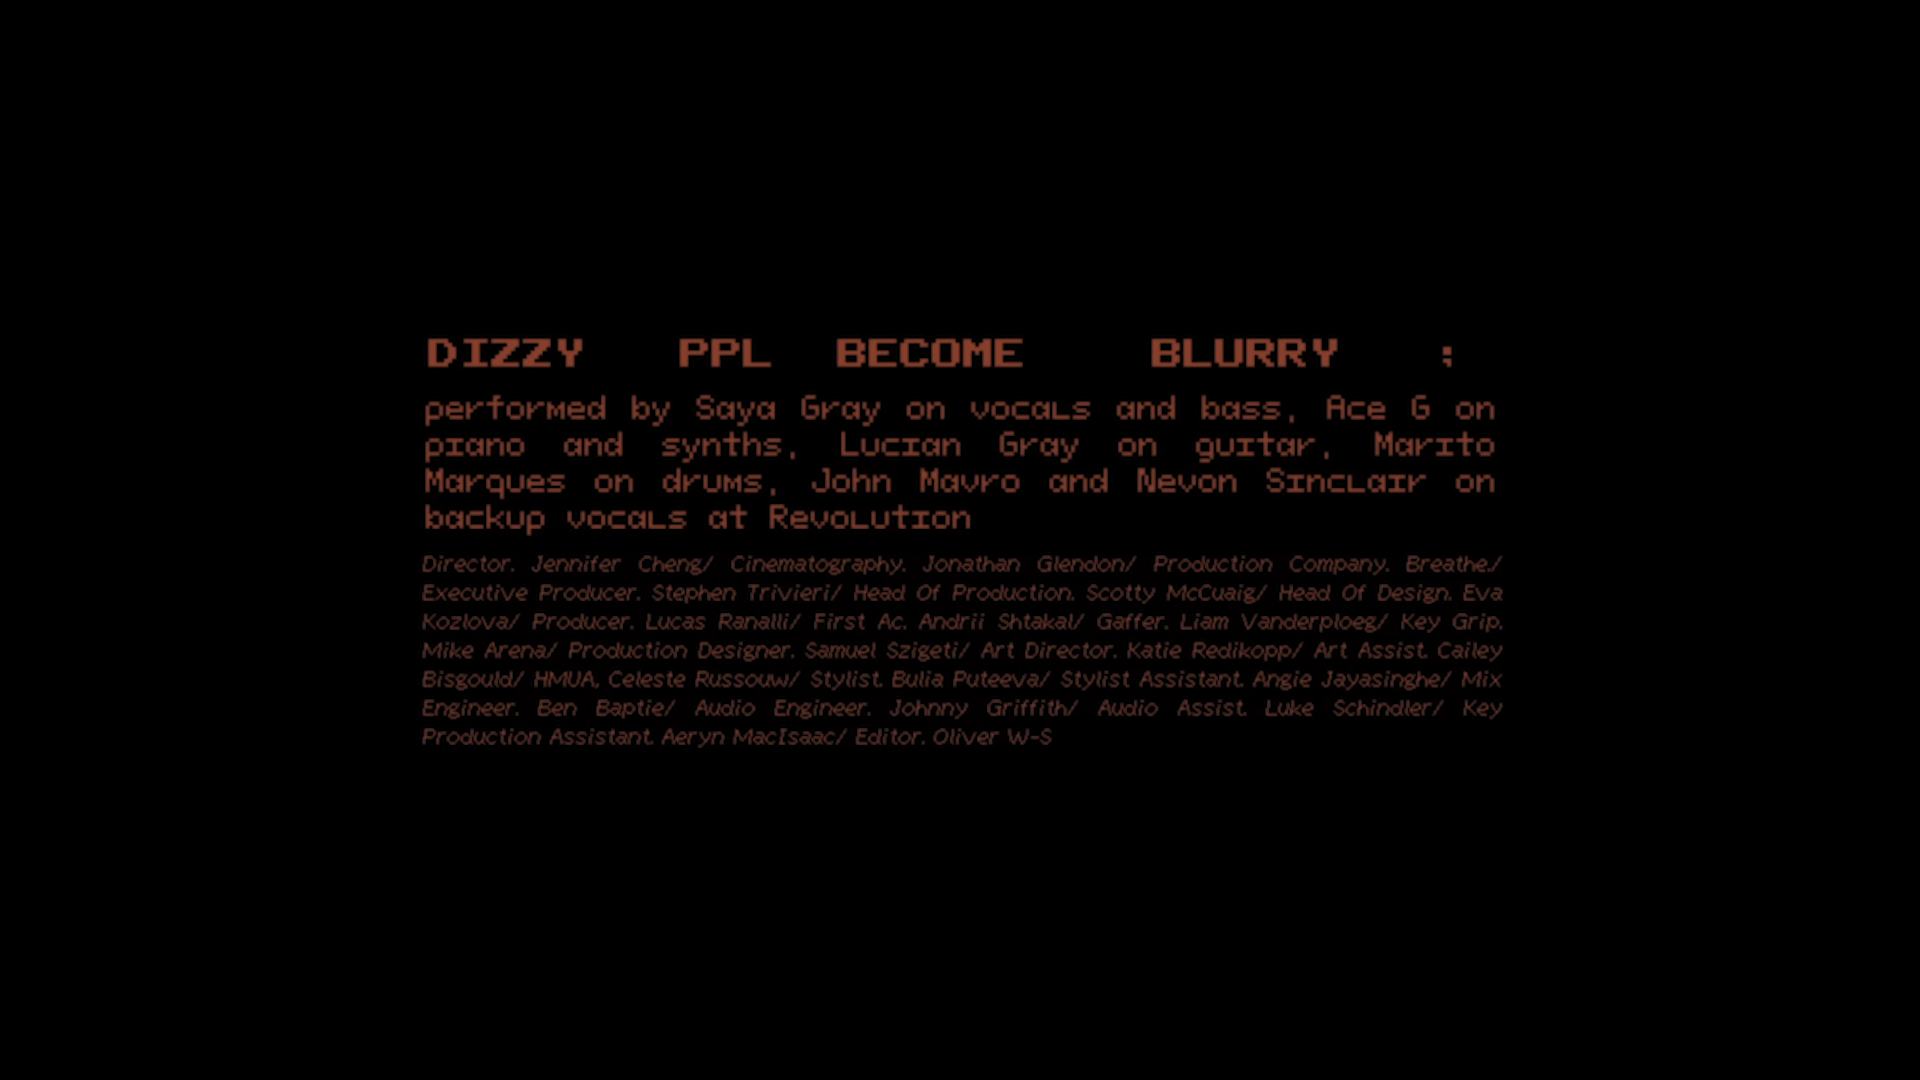 DIZZY PPL BECOME BLURRY ;
performed by Saya Gray on vocals and bass, Ace G on
piano and synths, Lucian Gray on guitar, Marito
Marques on drums, John Mavro and Nevon Sinclair on
backup vocals at Revolution
Director. Jennifer Cheng/ Cinematography. Jonathan Glendon/ Production Company. Breathe./
Executive Producer. Stephen Trivieri/ Head Of Production. Scotty McCuaig/ Head Of Design. Eva
Kozlova/ Producer. Lucas Ranalli/ First Ac. Andrii Shtakal/ Gaffer. Liam Vanderploeg/ Key Grip.
Mike Arena/ Production Designer. Samuel Szigeti/ Art Director. Katie Redikopp/ Art Assist. Cailey
Bisgould/ HMUA. Celeste Russouw/ Stylist. Bulia Puteeva/ Stylist Assistant. Angie Jayasinghe/ Mix
Engineer. Ben Baptie/ Audio Engineer. Johnny Griffith/ Audio Assist. Luke Schindler/ Key
Production Assistant. Aeryn MacIsaac/ Editor. Oliver W-S